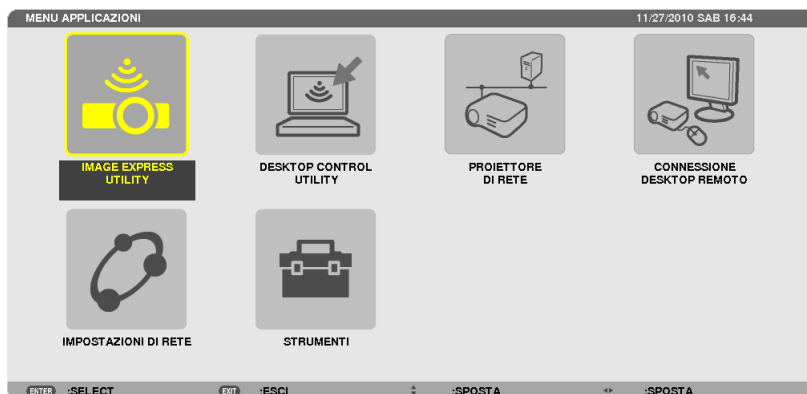 MENU APPLICAZIONI 11/27/2010 SAB 16:44
IMAGE EXPRESS
UTILITY
DESKTOP CONTROL
UTILITY
PROIETTORE
DI RETE
CONNESSIONE
DESKTOP REMOTO
IMPOSTAZIONI DI RETE
STRUMENTI
ENTER :SELECT EXIT :ESCI :SPOSTA :SPOSTA